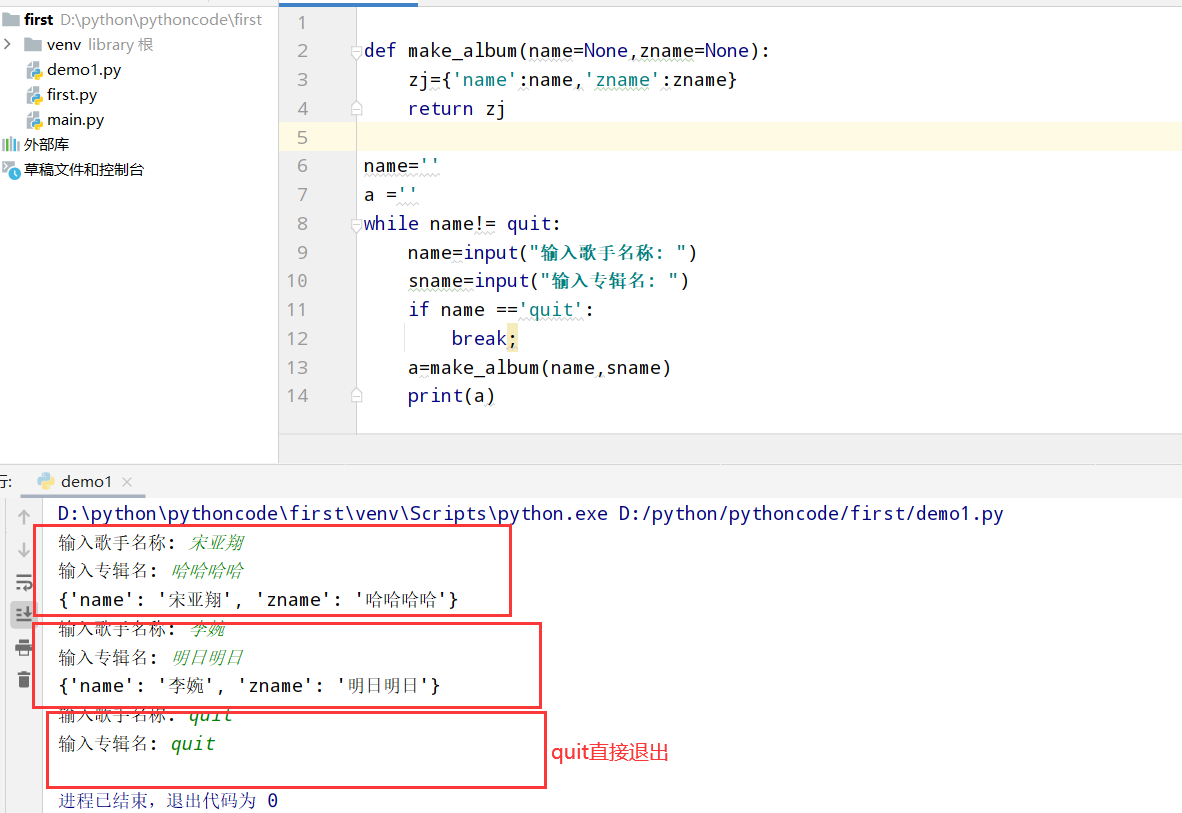 first D:\python\pythoncode\first
venv library 根
demo1.py
first.py
main.py
外部库
草稿文件和控制台
1
2 def make_album(name=None,zname=None):
3 zj={'name':name,'zname':zname}
4 return zj
5
6 name=''
7 a =''
8 while name!= quit:
9 name=input("输入歌手名称: ")
10 sname=input("输入专辑名: ")
11 if name =='quit':
12 break;
13 a=make_album(name,sname)
14 print(a)
行: demo1
D:\python\pythoncode\first\venv\Scripts\python.exe D:/python/pythoncode/first/demo1.py
输入歌手名称: 宋亚翔
输入专辑名: 哈哈哈哈
{'name': '宋亚翔', 'zname': '哈哈哈哈'}
输入歌手名称: 李婉
输入专辑名: 明日明日
{'name': '李婉', 'zname': '明日明日'}
输入歌手名称: quit
输入专辑名: quit
quit直接退出
进程已结束，退出代码为 0